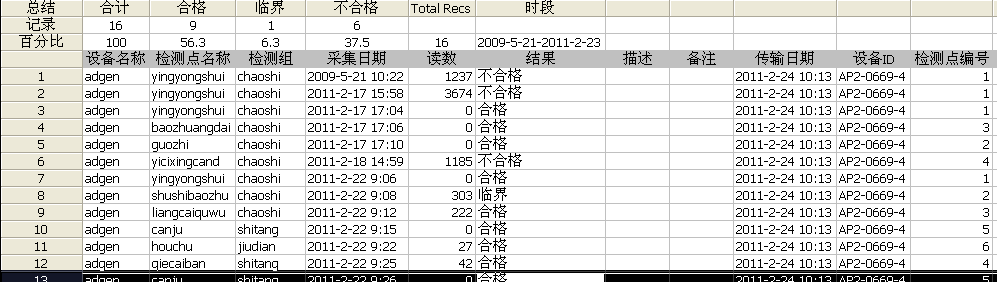 总结 合计 合格 临界 不合格 Total Recs 时段
记录 16 9 1 6
百分比 100 56.3 6.3 37.5 16 2009-5-21-2011-2-23
设备名称 检测点名称 检测组 采集日期 读数 结果 描述 备注 传输日期 设备ID 检测点编号
1 adgen yingyongshui chaoshi 2009-5-21 10:22 1237 不合格 2011-2-24 10:13 AP2-0669-4 1
2 adgen yingyongshui chaoshi 2011-2-17 15:58 3674 不合格 2011-2-24 10:13 AP2-0669-4 1
3 adgen yingyongshui chaoshi 2011-2-17 17:04 0 合格 2011-2-24 10:13 AP2-0669-4 1
4 adgen baozhuangdai chaoshi 2011-2-17 17:06 0 合格 2011-2-24 10:13 AP2-0669-4 3
5 adgen guozhi chaoshi 2011-2-17 17:10 0 合格 2011-2-24 10:13 AP2-0669-4 2
6 adgen yicixingcand chaoshi 2011-2-18 14:59 1185 不合格 2011-2-24 10:13 AP2-0669-4 4
7 adgen yingyongshui chaoshi 2011-2-22 9:06 0 合格 2011-2-24 10:13 AP2-0669-4 1
8 adgen shushibaozhu chaoshi 2011-2-22 9:08 303 临界 2011-2-24 10:13 AP2-0669-4 2
9 adgen liangcaiquwu chaoshi 2011-2-22 9:12 222 合格 2011-2-24 10:13 AP2-0669-4 3
10 adgen canju shitang 2011-2-22 9:15 0 合格 2011-2-24 10:13 AP2-0669-4 5
11 adgen houchu jiudian 2011-2-22 9:22 27 合格 2011-2-24 10:13 AP2-0669-4 6
12 adgen qiecaiban shitang 2011-2-22 9:25 42 合格 2011-2-24 10:13 AP2-0669-4 4
13 adgen canju shitang 2011-2-22 9:26 0 合格 2011-2-24 10:13 AP2-0669-4 5